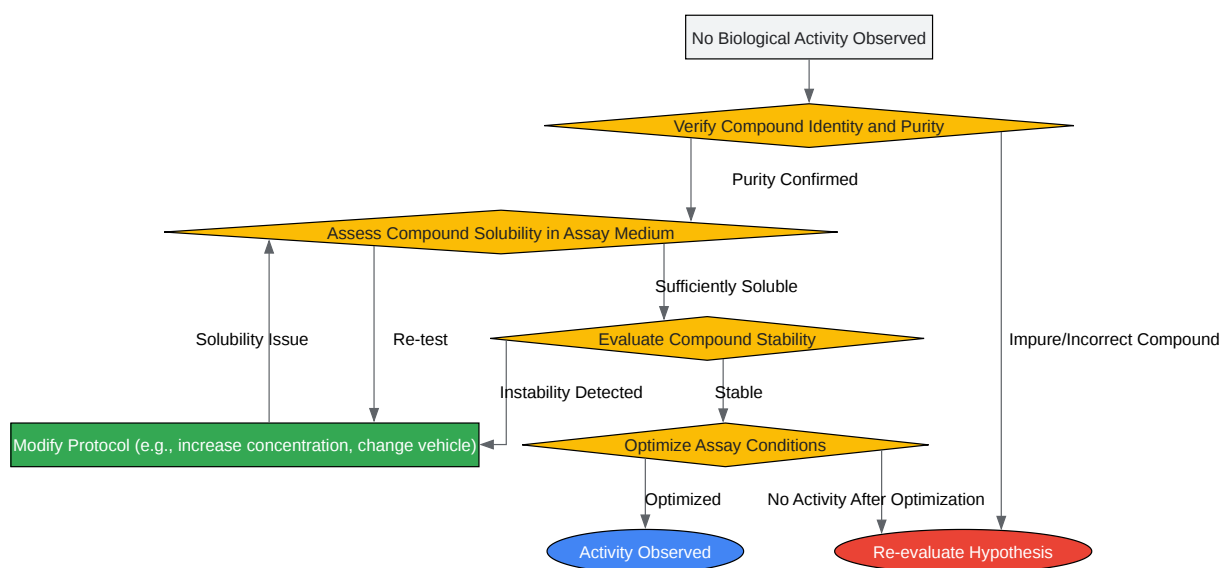 No Biological Activity Observed
Verify Compound Identity and Purity
Purity Confirmed
Assess Compound Solubility in Assay Medium
Sufficiently Soluble
Solubility Issue
Re-test
Evaluate Compound Stability
Impure/Incorrect Compound
Instability Detected
Stable
Modify Protocol (e.g., increase concentration, change vehicle)
Optimize Assay Conditions
Optimized
No Activity After Optimization
Activity Observed
Re-evaluate Hypothesis